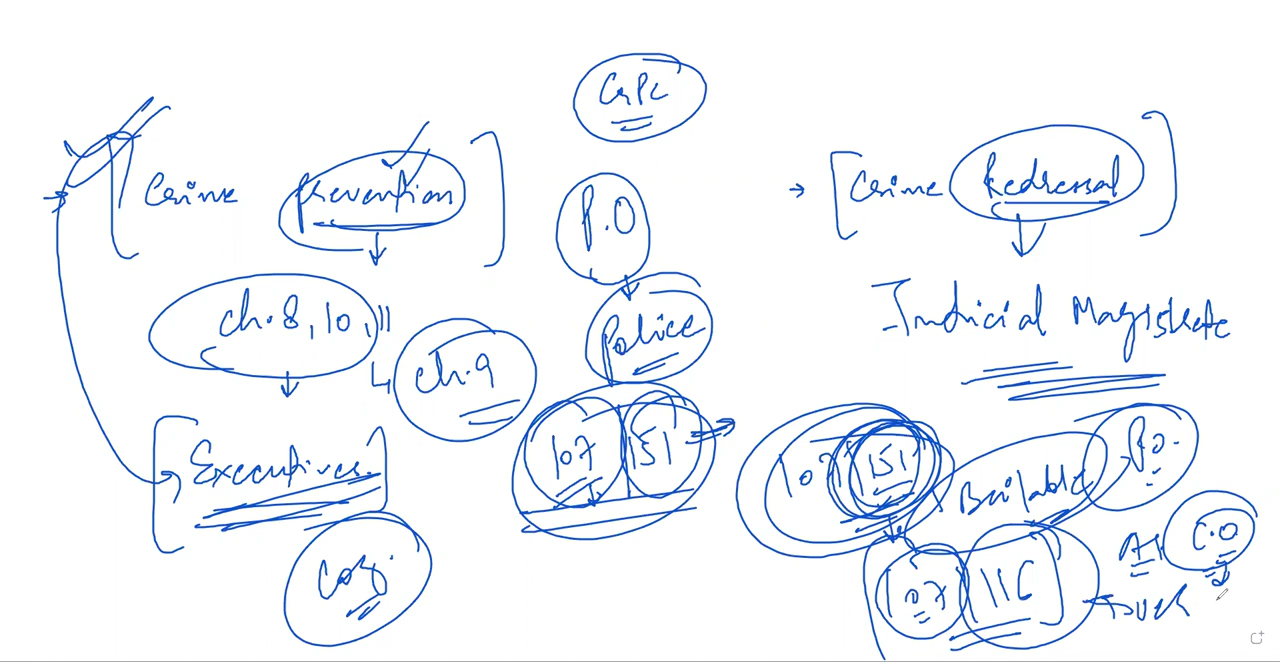 CrPC
Crime Prevention
ch. 8, 10, 11
ch. 9
Executives.
Cog.
P.O
Police
107 151
Crime Redressal
Judicial Magistrate
107 151
Bailable
P.O.
107 116
C.O